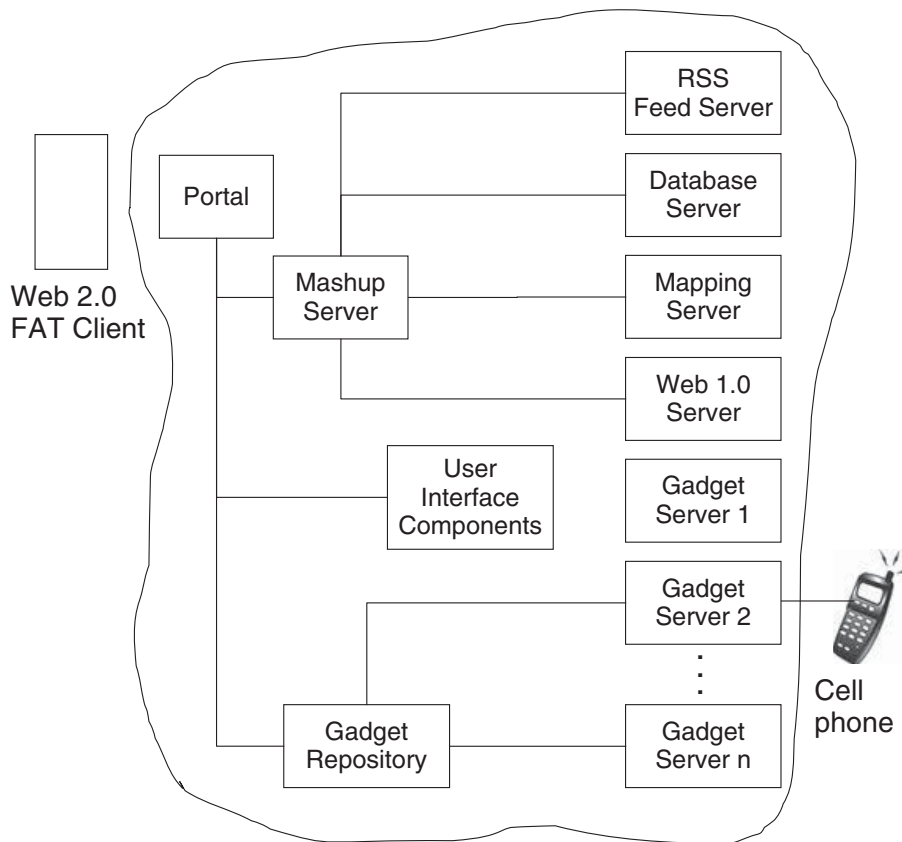 RSS
Feed Server
Database
Server
Portal
Mashup
Server
Mapping
Server
Web 2.0
FAT Client
Web 1.0
Server
User
Interface
Components
Gadget
Server 1
Gadget
Server 2
Cell
phone
Gadget
Repository
Gadget
Server n